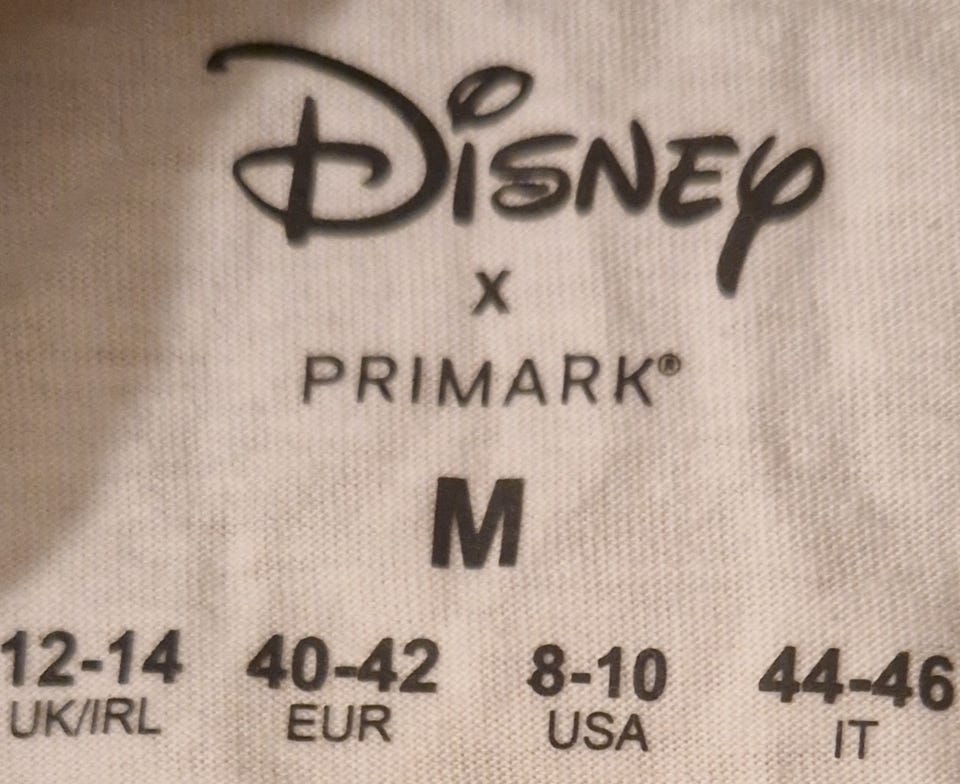 Disney
x
PRIMARK®
M
12-14 40-42 8-10 44-46
UK/IRL EUR USA IT